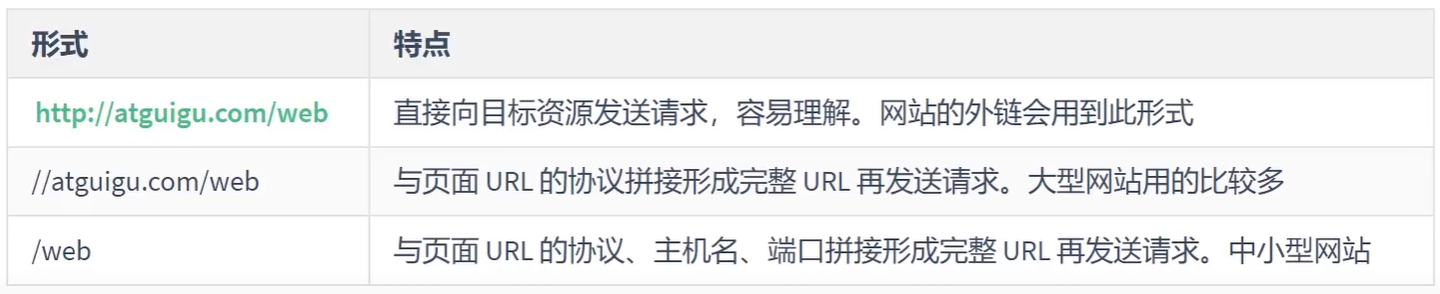 形式 特点
http://atguigu.com/web 直接向目标资源发送请求，容易理解。网站的外链会用到此形式
//atguigu.com/web 与页面 URL 的协议拼接形成完整 URL 再发送请求。大型网站用的比较多
/web 与页面 URL 的协议、主机名、端口拼接形成完整 URL 再发送请求。中小型网站